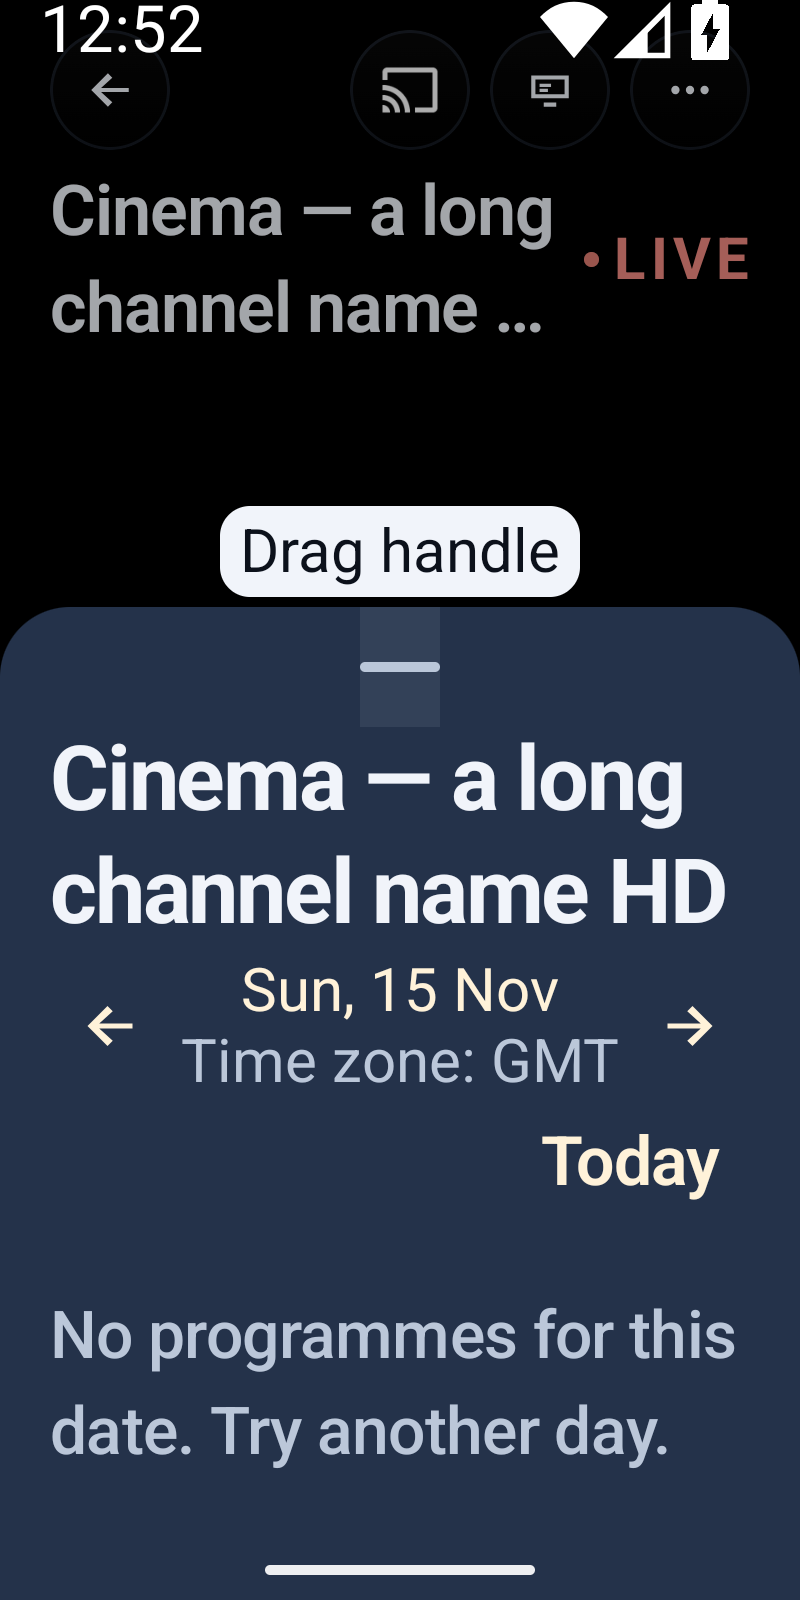 12:52
Cinema — a long
channel name ...
• LIVE
Drag handle
Cinema — a long
channel name HD
Sun, 15 Nov
Time zone: GMT
Today
No programmes for this
date. Try another day.